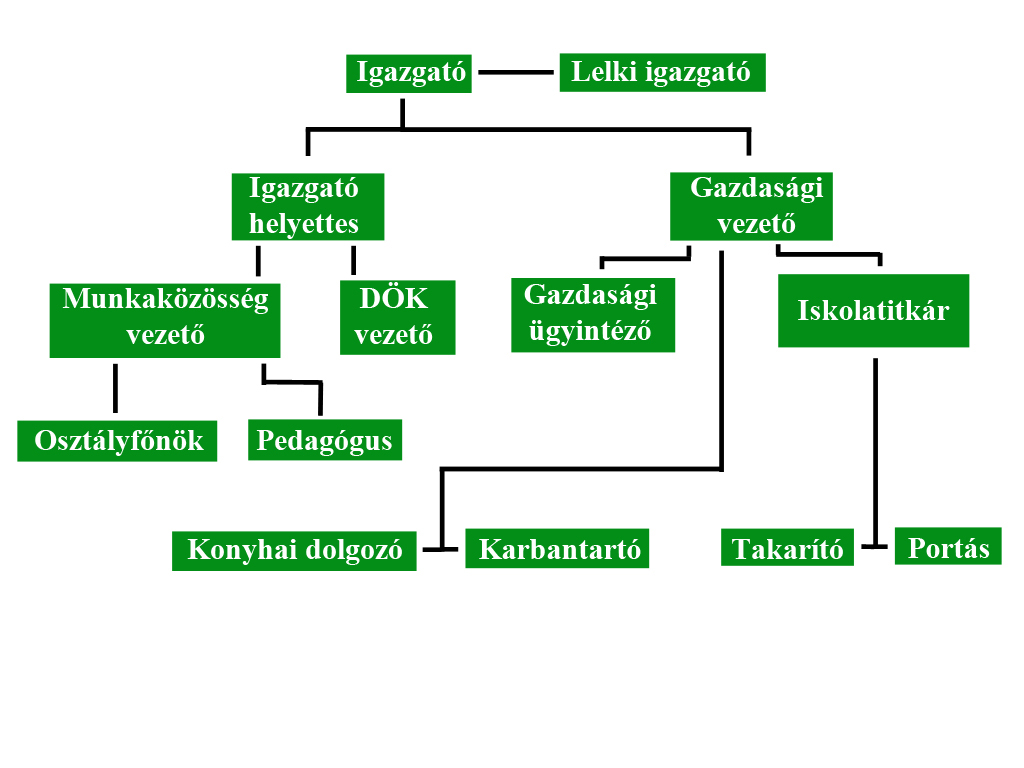 Igazgató
Lelki igazgató
Igazgató
helyettes
Gazdasági
vezető
Munkaközösség
vezető
DÖK
vezető
Gazdasági
ügyintéző
Iskolatitkár
Osztályfőnök
Pedagógus
Konyhai dolgozó
Karbantartó
Takarító
Portás